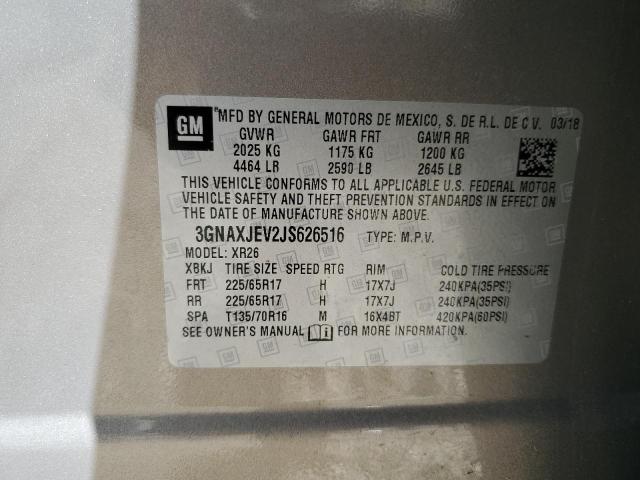 GM MFD BY GENERAL MOTORS DE MEXICO, S. DE R.L. DE C V. 03/18
GVWR GAWR FRT GAWR RR
2025 KG 1175 KG 1200 KG
4464 LB 2590 LB 2645 LB
THIS VEHICLE CONFORMS TO ALL APPLICABLE U.S. FEDERAL MOTOR
VEHICLE SAFETY AND THEFT PREVENTION STANDARDS IN EFFECT ON
THE DATE OF MANUFACTURE SHOWN ABOVE.
3GNAXJEV2JS626516 TYPE: M.P.V.
MODEL: XR26
XBKJ TIRE SIZE SPEED RTG RIM COLD TIRE PRESSURE
FRT 225/65R17 H 17X7J 240KPA(35PSI)
RR 225/65R17 H 17X7J 240KPA(35PSI)
SPA T135/70R16 M 16X4BT 420KPA(60PSI)
SEE OWNER'S MANUAL FOR MORE INFORMATION.